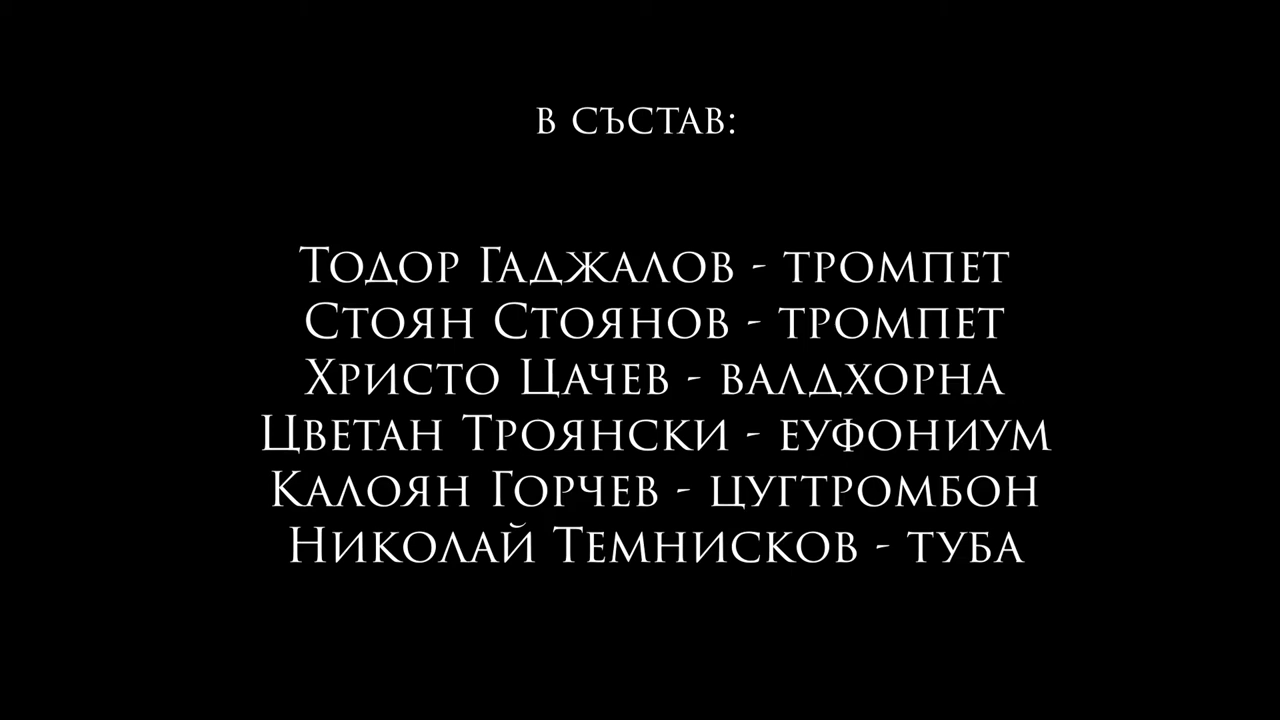 В СЪСТАВ:
Тодор Гаджалов - тромпет
Стоян Стоянов - тромпет
Христо Цачев - валдхорна
Цветан Троянски - еуфониум
Калоян Горчев - цугтромбон
Николай Темнисков - туба